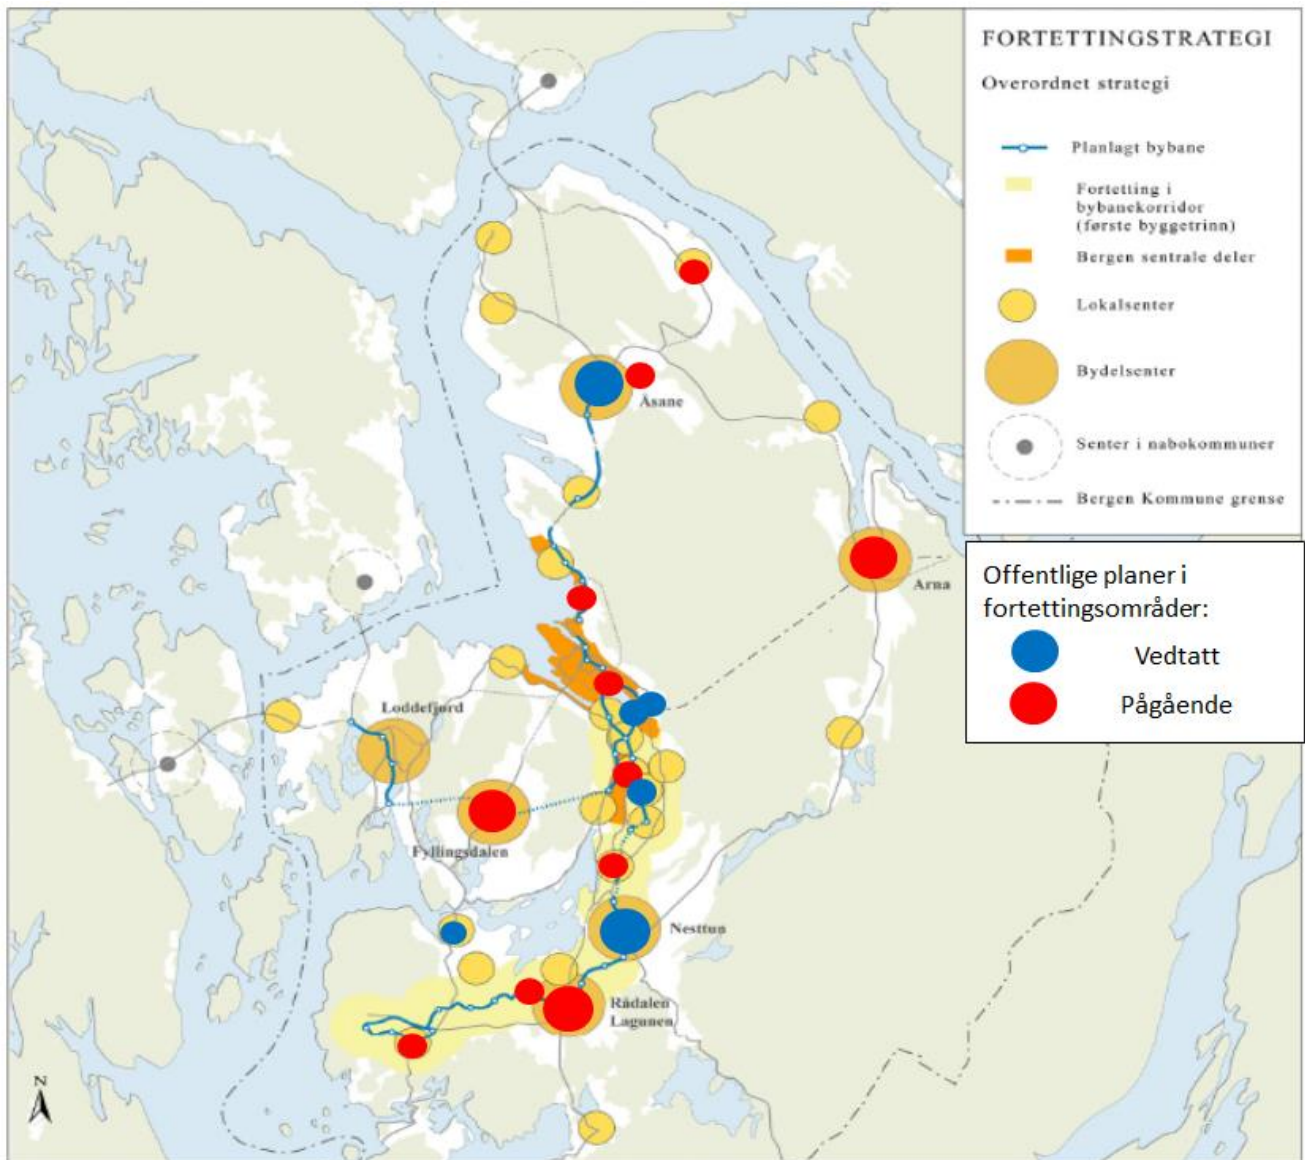 FORTETTINGSTRATEGI
Overordnet strategi
Planlagt bybane
Fortetting i
bybanekorridor
(første byggetrinn)
Bergen sentrale deler
Lokalsenter
Bydelsenter
Senter i nabokommuner
Bergen Kommune grense
Offentlige planer i
fortettingsområder:
Vedtatt
Pågående
Åsane
Arna
Loddefjord
Fyllingsdalen
Nesttun
Rådalen
Lagunen
N